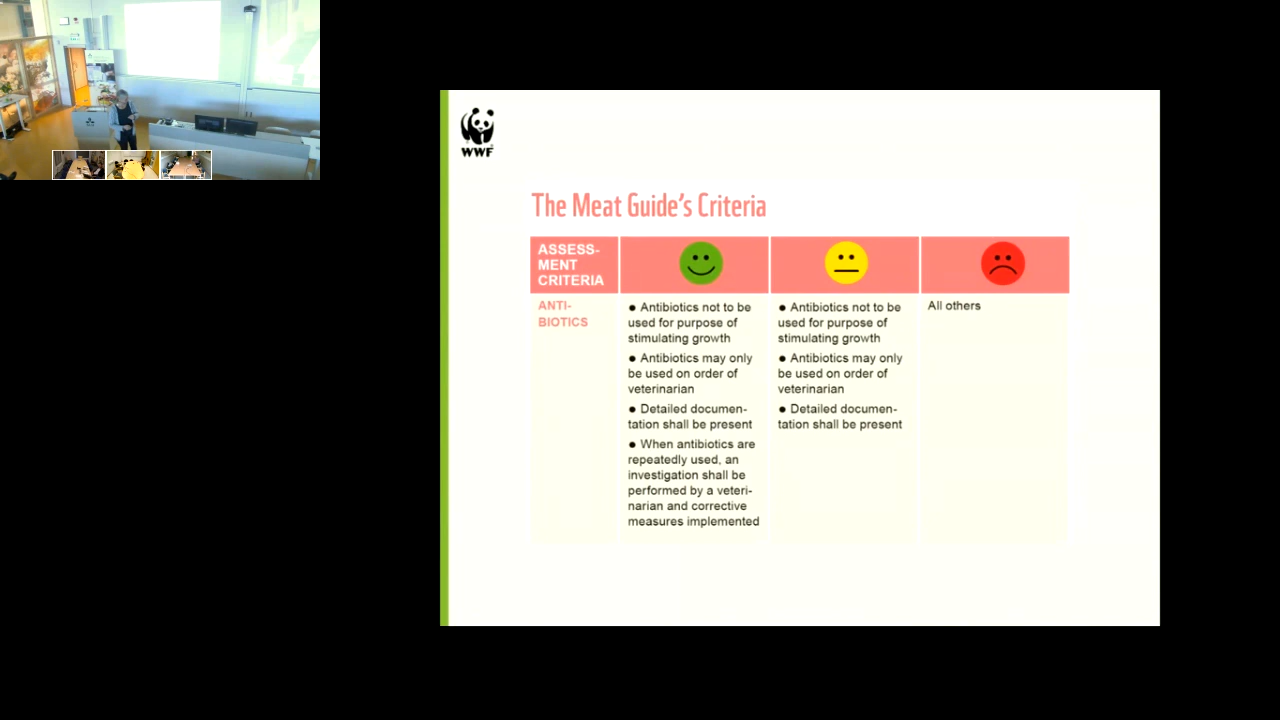 WWF
The Meat Guide's Criteria
ASSESS-
MENT
CRITERIA
ANTI-
BIOTICS
● Antibiotics not to be
used for purpose of
stimulating growth
● Antibiotics may only
be used on order of
veterinarian
● Detailed documen-
tation shall be present
● When antibiotics are
repeatedly used, an
investigation shall be
performed by a veteri-
narian and corrective
measures implemented
● Antibiotics not to be
used for purpose of
stimulating growth
● Antibiotics may only
be used on order of
veterinarian
● Detailed documen-
tation shall be present
All others